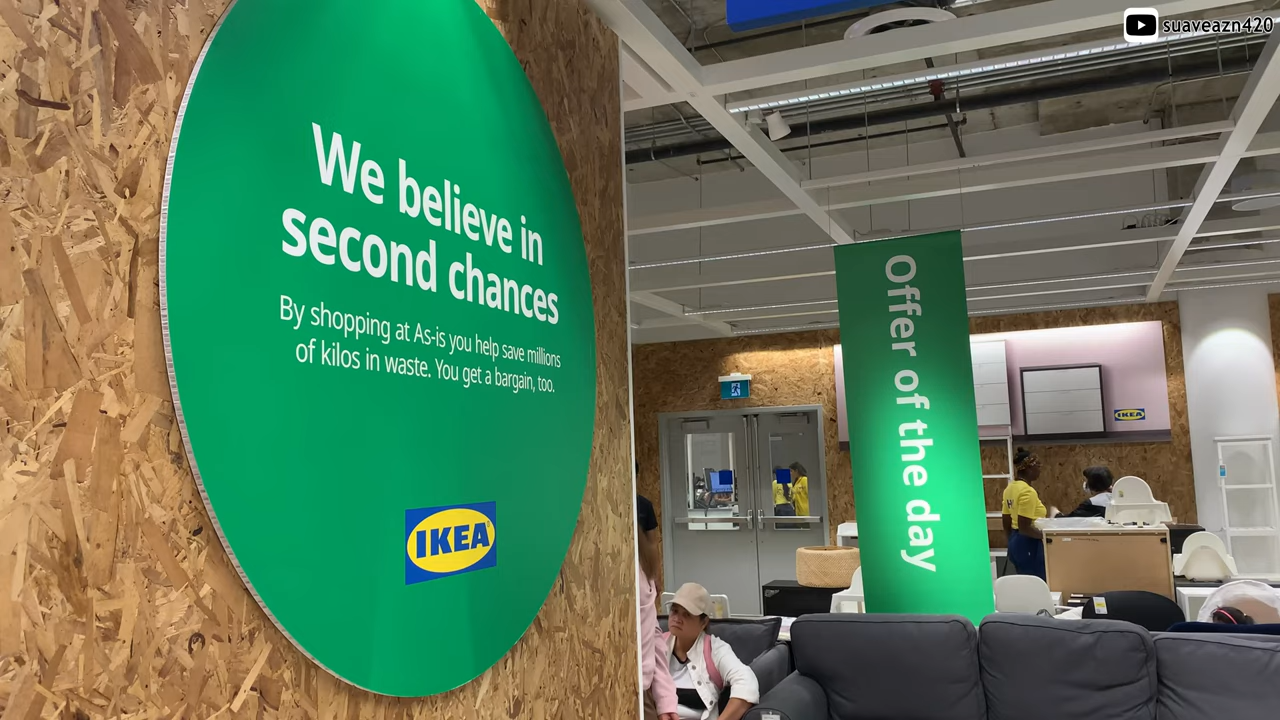 We believe in
second chances
By shopping at As-is you help save millions
of kilos in waste. You get a bargain, too.
IKEA
Offer of the day
IKEA
suaveazn420